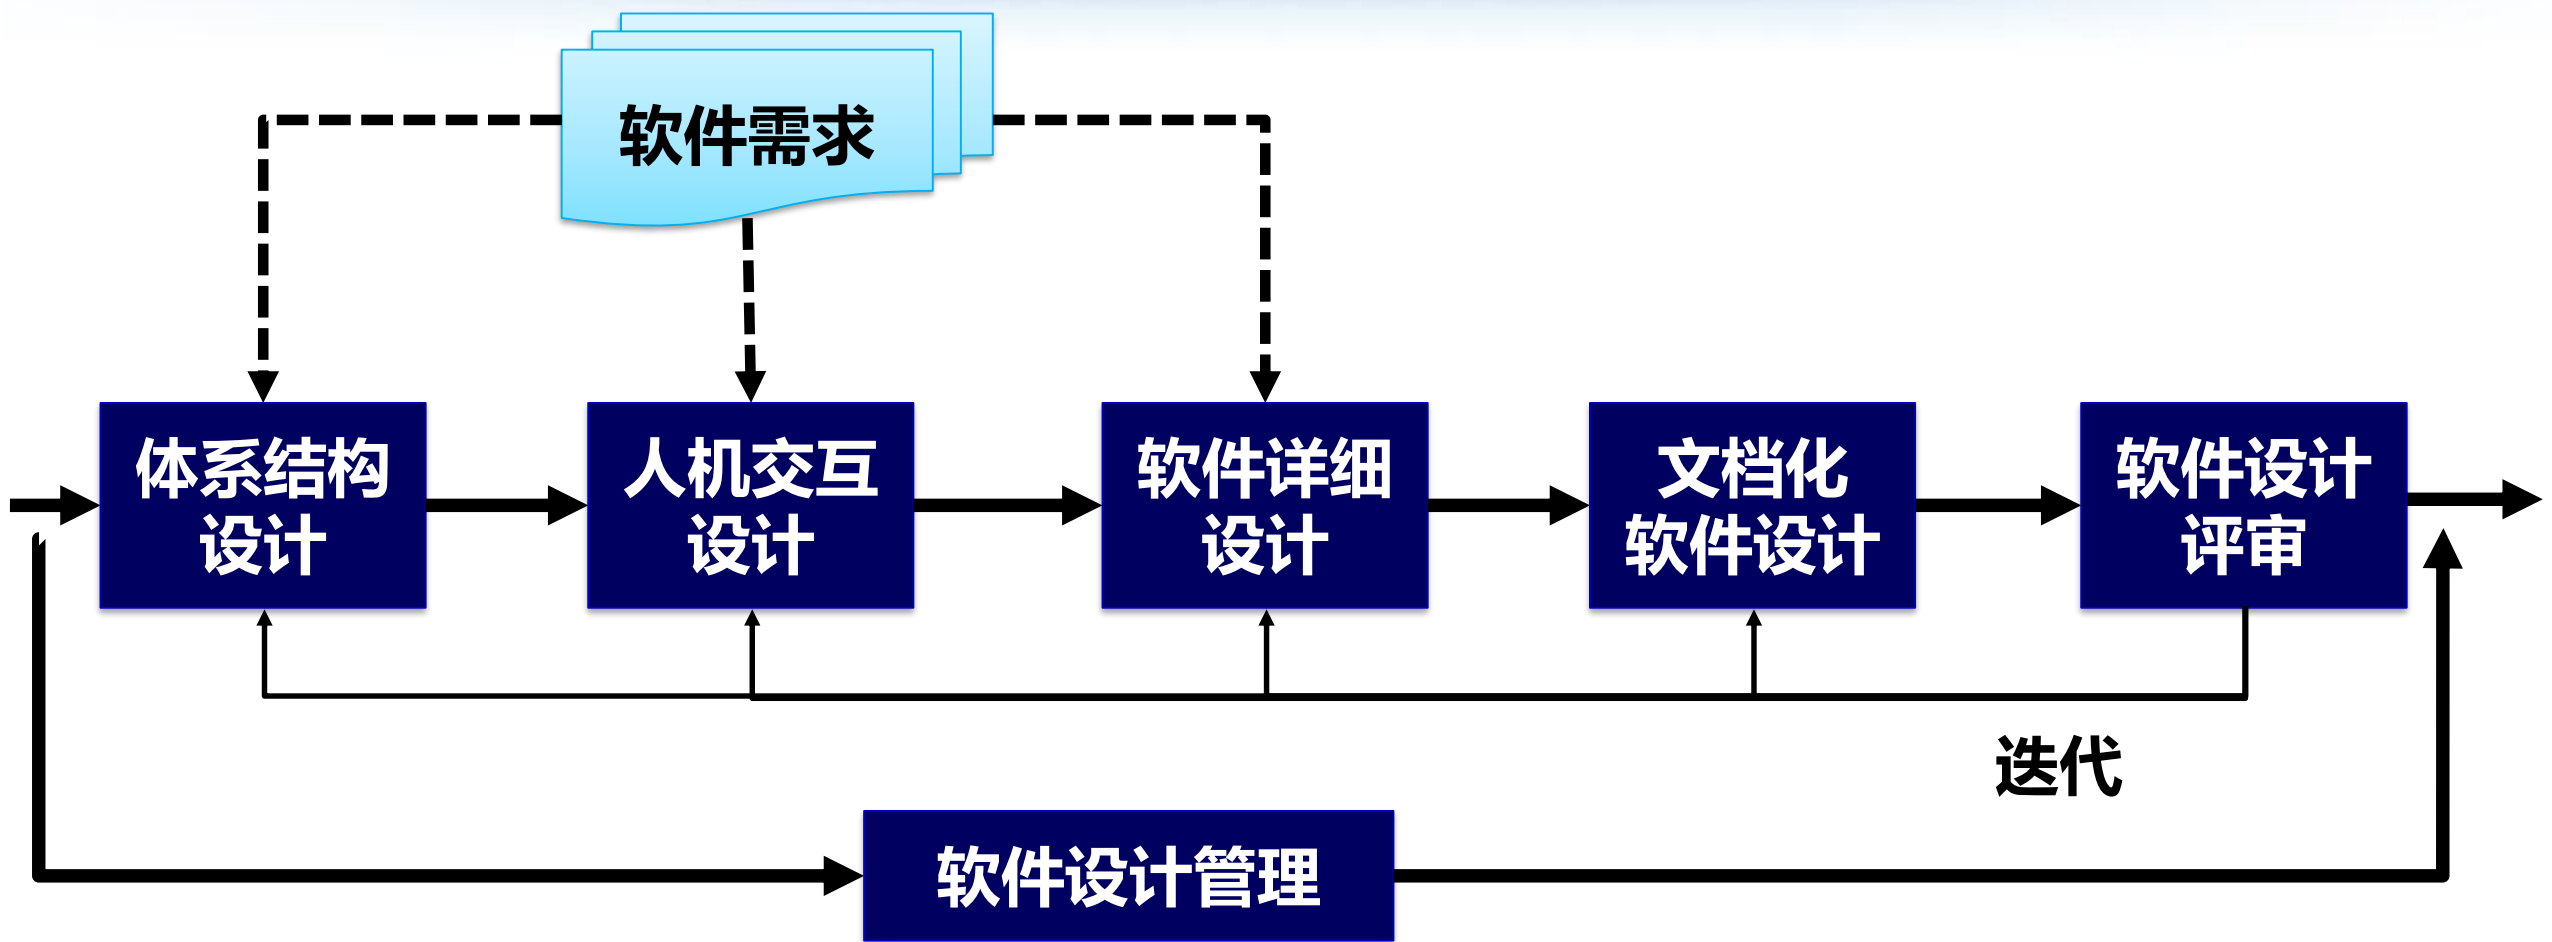 软件需求
体系结构
设计
人机交互
设计
软件详细
设计
文档化
软件设计
软件设计
评审
迭代
软件设计管理